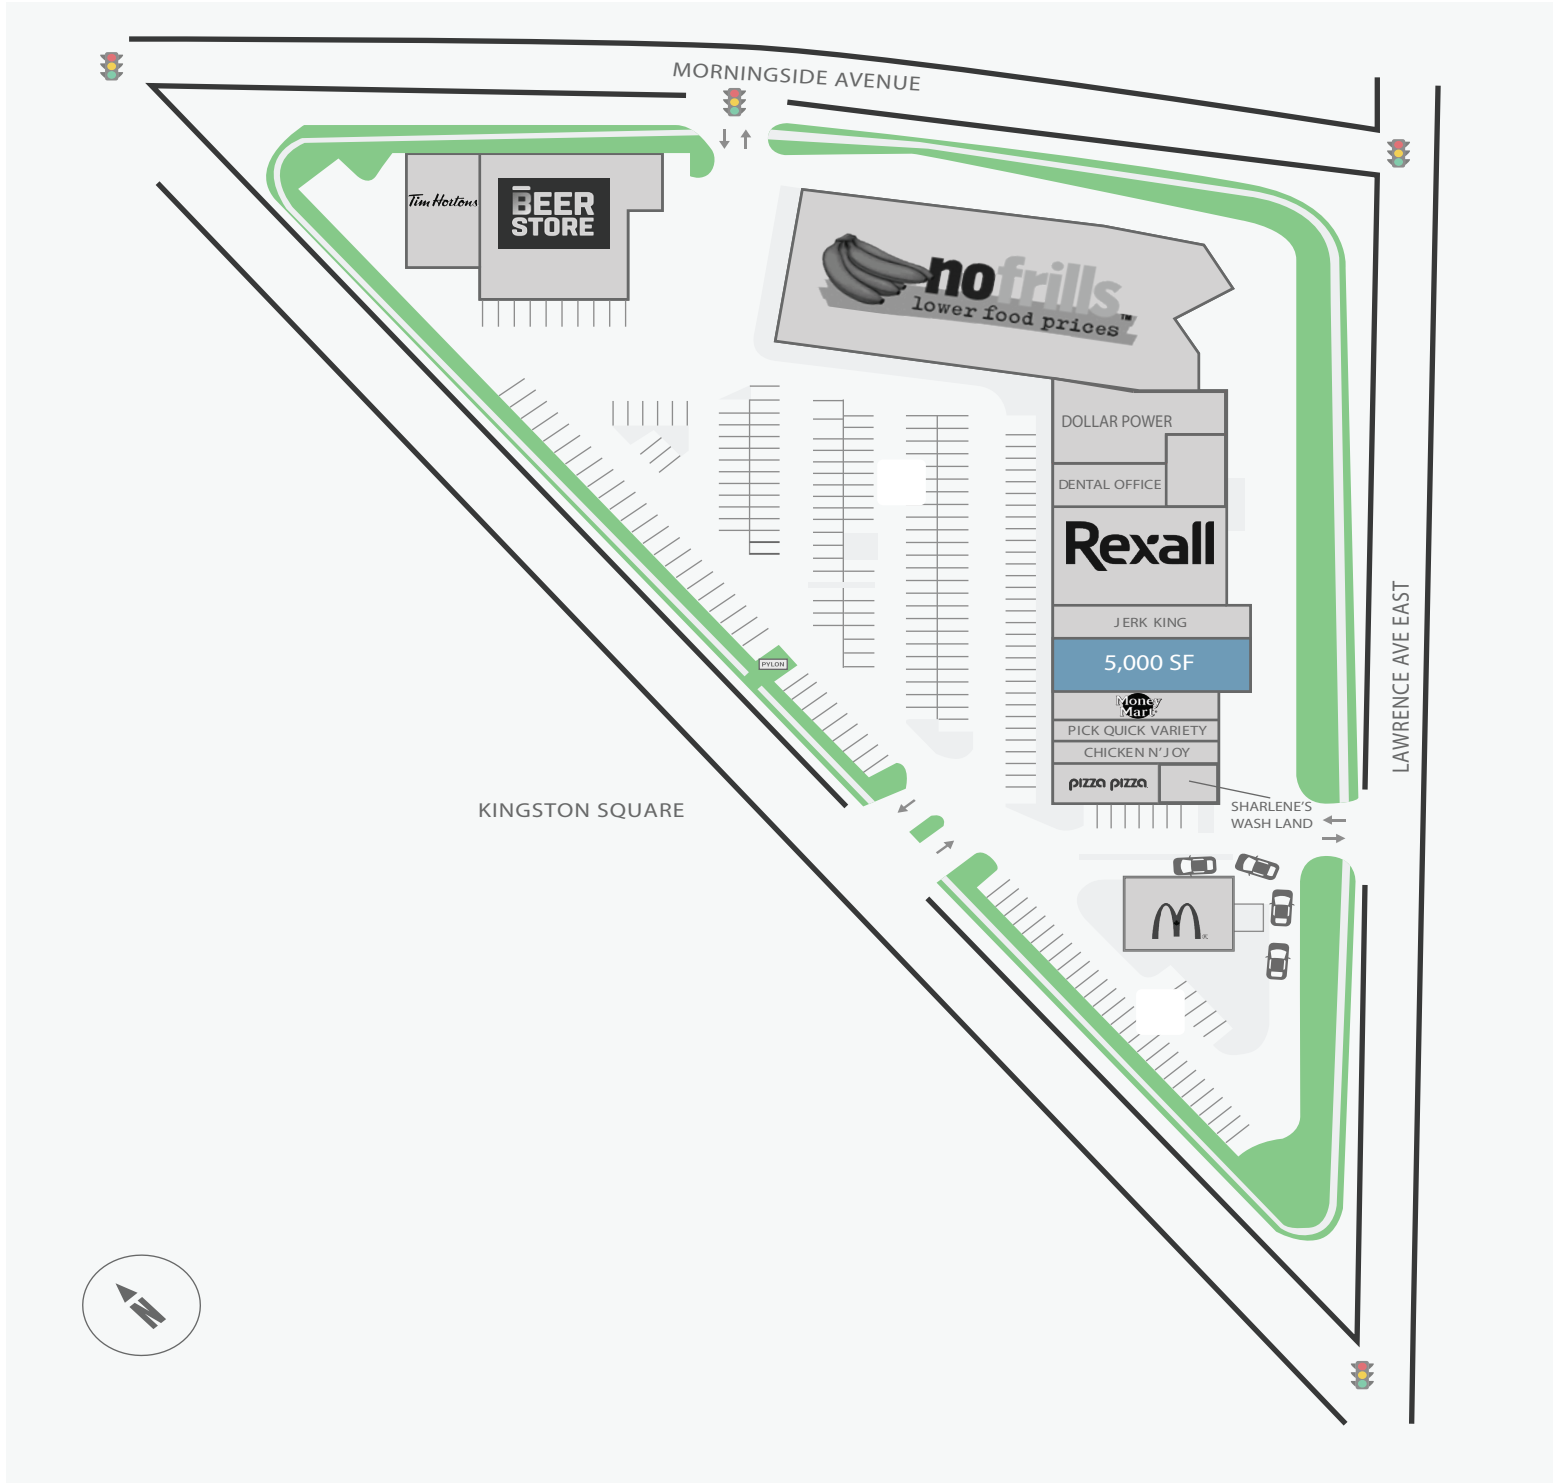 MORNINGSIDE AVENUE
Tim Hortons
BEER
STORE
nofrills™
lower food prices
DOLLAR POWER
DENTAL OFFICE
Rexall
JERK KING
5,000 SF
Money
Mart
PICK QUICK VARIETY
CHICKEN N'JOY
pizza pizza
SHARLENE'S
WASH LAND
LAWRENCE AVE EAST
PYLON
KINGSTON SQUARE
N